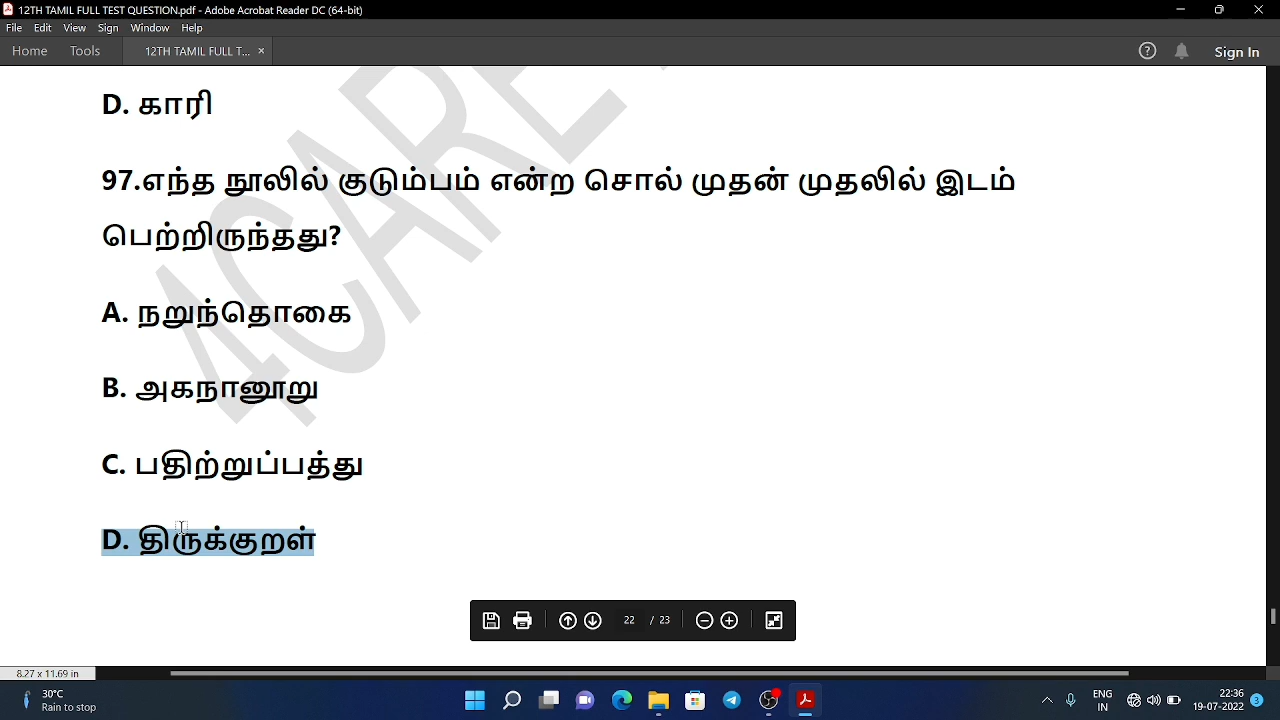 12TH TAMIL FULL TEST QUESTION.pdf - Adobe Acrobat Reader DC (64-bit)
File Edit View Sign Window Help
Home Tools 12TH TAMIL FULL T... × Sign In
4CARE
D. காரி
97.எந்த நூலில் குடும்பம் என்ற சொல் முதன் முதலில் இடம்
பெற்றிருந்தது?
A. நறுந்தொகை
B. அகநானூறு
C. பதிற்றுப்பத்து
D. திருக்குறள்
22 / 23
8.27 x 11.69 in
30°C
Rain to stop
ENG
IN
22:36
19-07-2022
3